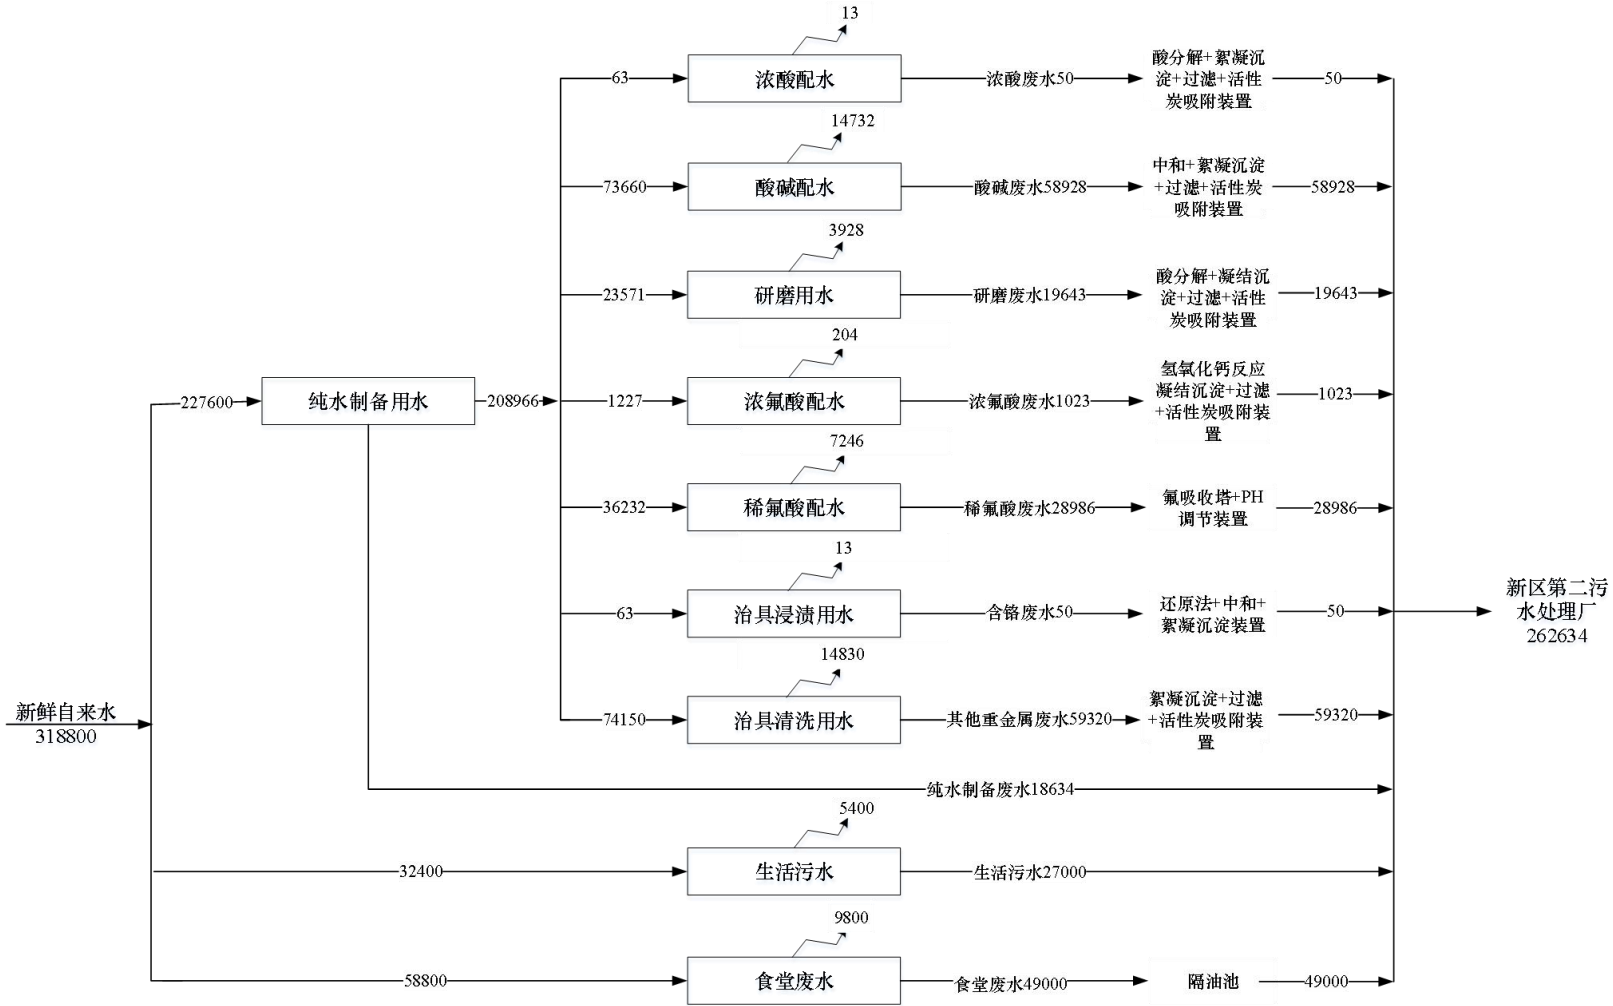 13
63
浓酸配水
浓酸废水50
酸分解+絮凝沉
淀+过滤+活性
炭吸附装置
50
14732
73660
酸碱配水
酸碱废水58928
中和+絮凝沉淀
+过滤+活性炭
吸附装置
58928
3928
23571
研磨用水
研磨废水19643
酸分解+凝结沉
淀+过滤+活性
炭吸附装置
19643
204
227600
纯水制备用水
208966
1227
浓氟酸配水
浓氟酸废水1023
氢氧化钙反应
凝结沉淀+过滤
+活性炭吸附装
置
1023
7246
36232
稀氟酸配水
稀氟酸废水28986
氟吸收塔+PH
调节装置
28986
13
63
治具浸渍用水
含铬废水50
还原法+中和+
絮凝沉淀装置
50
新区第二污
水处理厂
262634
14830
新鲜自来水
318800
74150
治具清洗用水
其他重金属废水59320
絮凝沉淀+过滤
+活性炭吸附装
置
59320
纯水制备废水18634
5400
32400
生活污水
生活污水27000
9800
58800
食堂废水
食堂废水49000
隔油池
49000